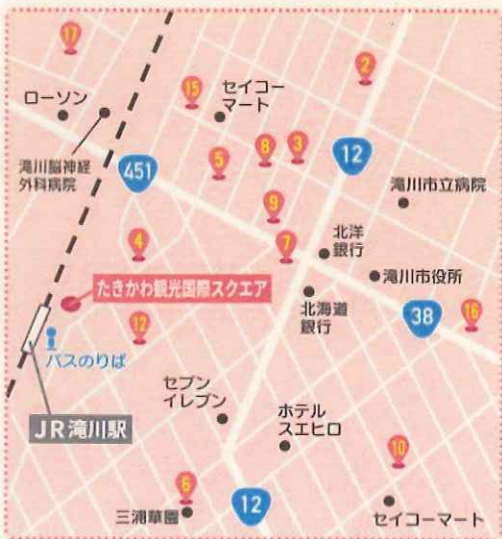 17
2
ローソン
15
セイコー
マート
滝川脳神経
外科病院
451
5
8
3
12
滝川市立病院
9
4
7
北洋
銀行
たきかわ観光国際スクエア
滝川市役所
12
北海道
銀行
38
16
バスのりば
JR滝川駅
セブン
イレブン
ホテル
スエヒロ
10
6
三浦華園
12
セイコーマート